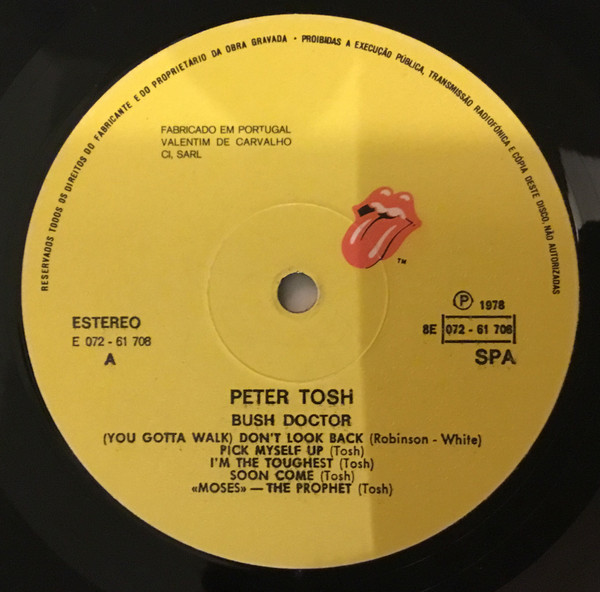 RESERVADOS TODOS OS DIREITOS DO FABRICANTE E DO PROPRIETÁRIO DA OBRA GRAVADA • PROIBIDAS A EXECUÇÃO PÚBLICA, TRANSMISSÃO RADIOFÓNICA E CÓPIA DESTE DISCO, NÃO AUTORIZADAS
FABRICADO EM PORTUGAL
VALENTIM DE CARVALHO
CI, SARL
TM
ESTEREO
E 072 - 61 708
A
Ⓟ 1978
8E 072 - 61 708
SPA
PETER TOSH
BUSH DOCTOR
(YOU GOTTA WALK) DON'T LOOK BACK (Robinson - White)
PICK MYSELF UP (Tosh)
I'M THE TOUGHEST (Tosh)
SOON COME (Tosh)
«MOSES» — THE PROPHET (Tosh)